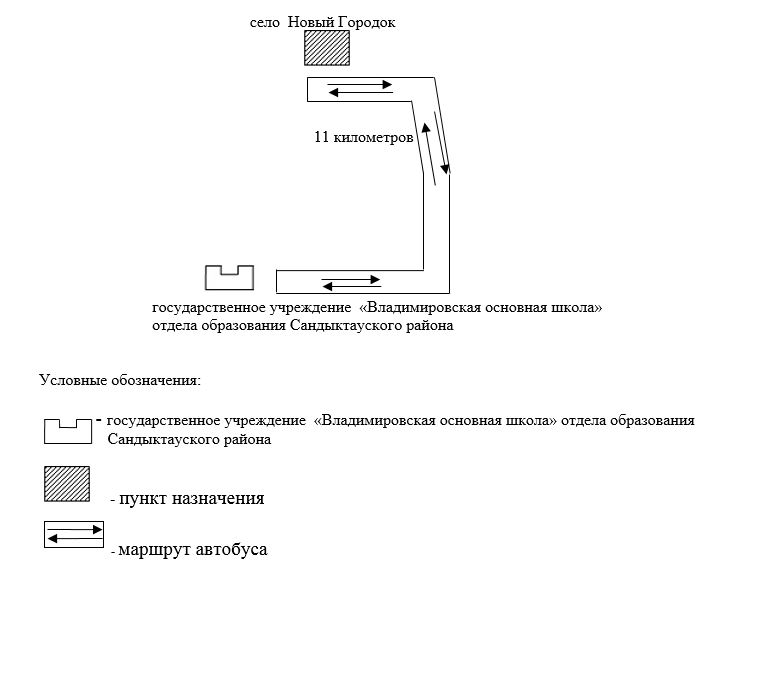 село Новый Городок
11 километров
государственное учреждение «Владимировская основная школа»
отдела образования Сандыктауского района
Условные обозначения:
- государственное учреждение «Владимировская основная школа» отдела образования
Сандыктауского района
- пункт назначения
- маршрут автобуса